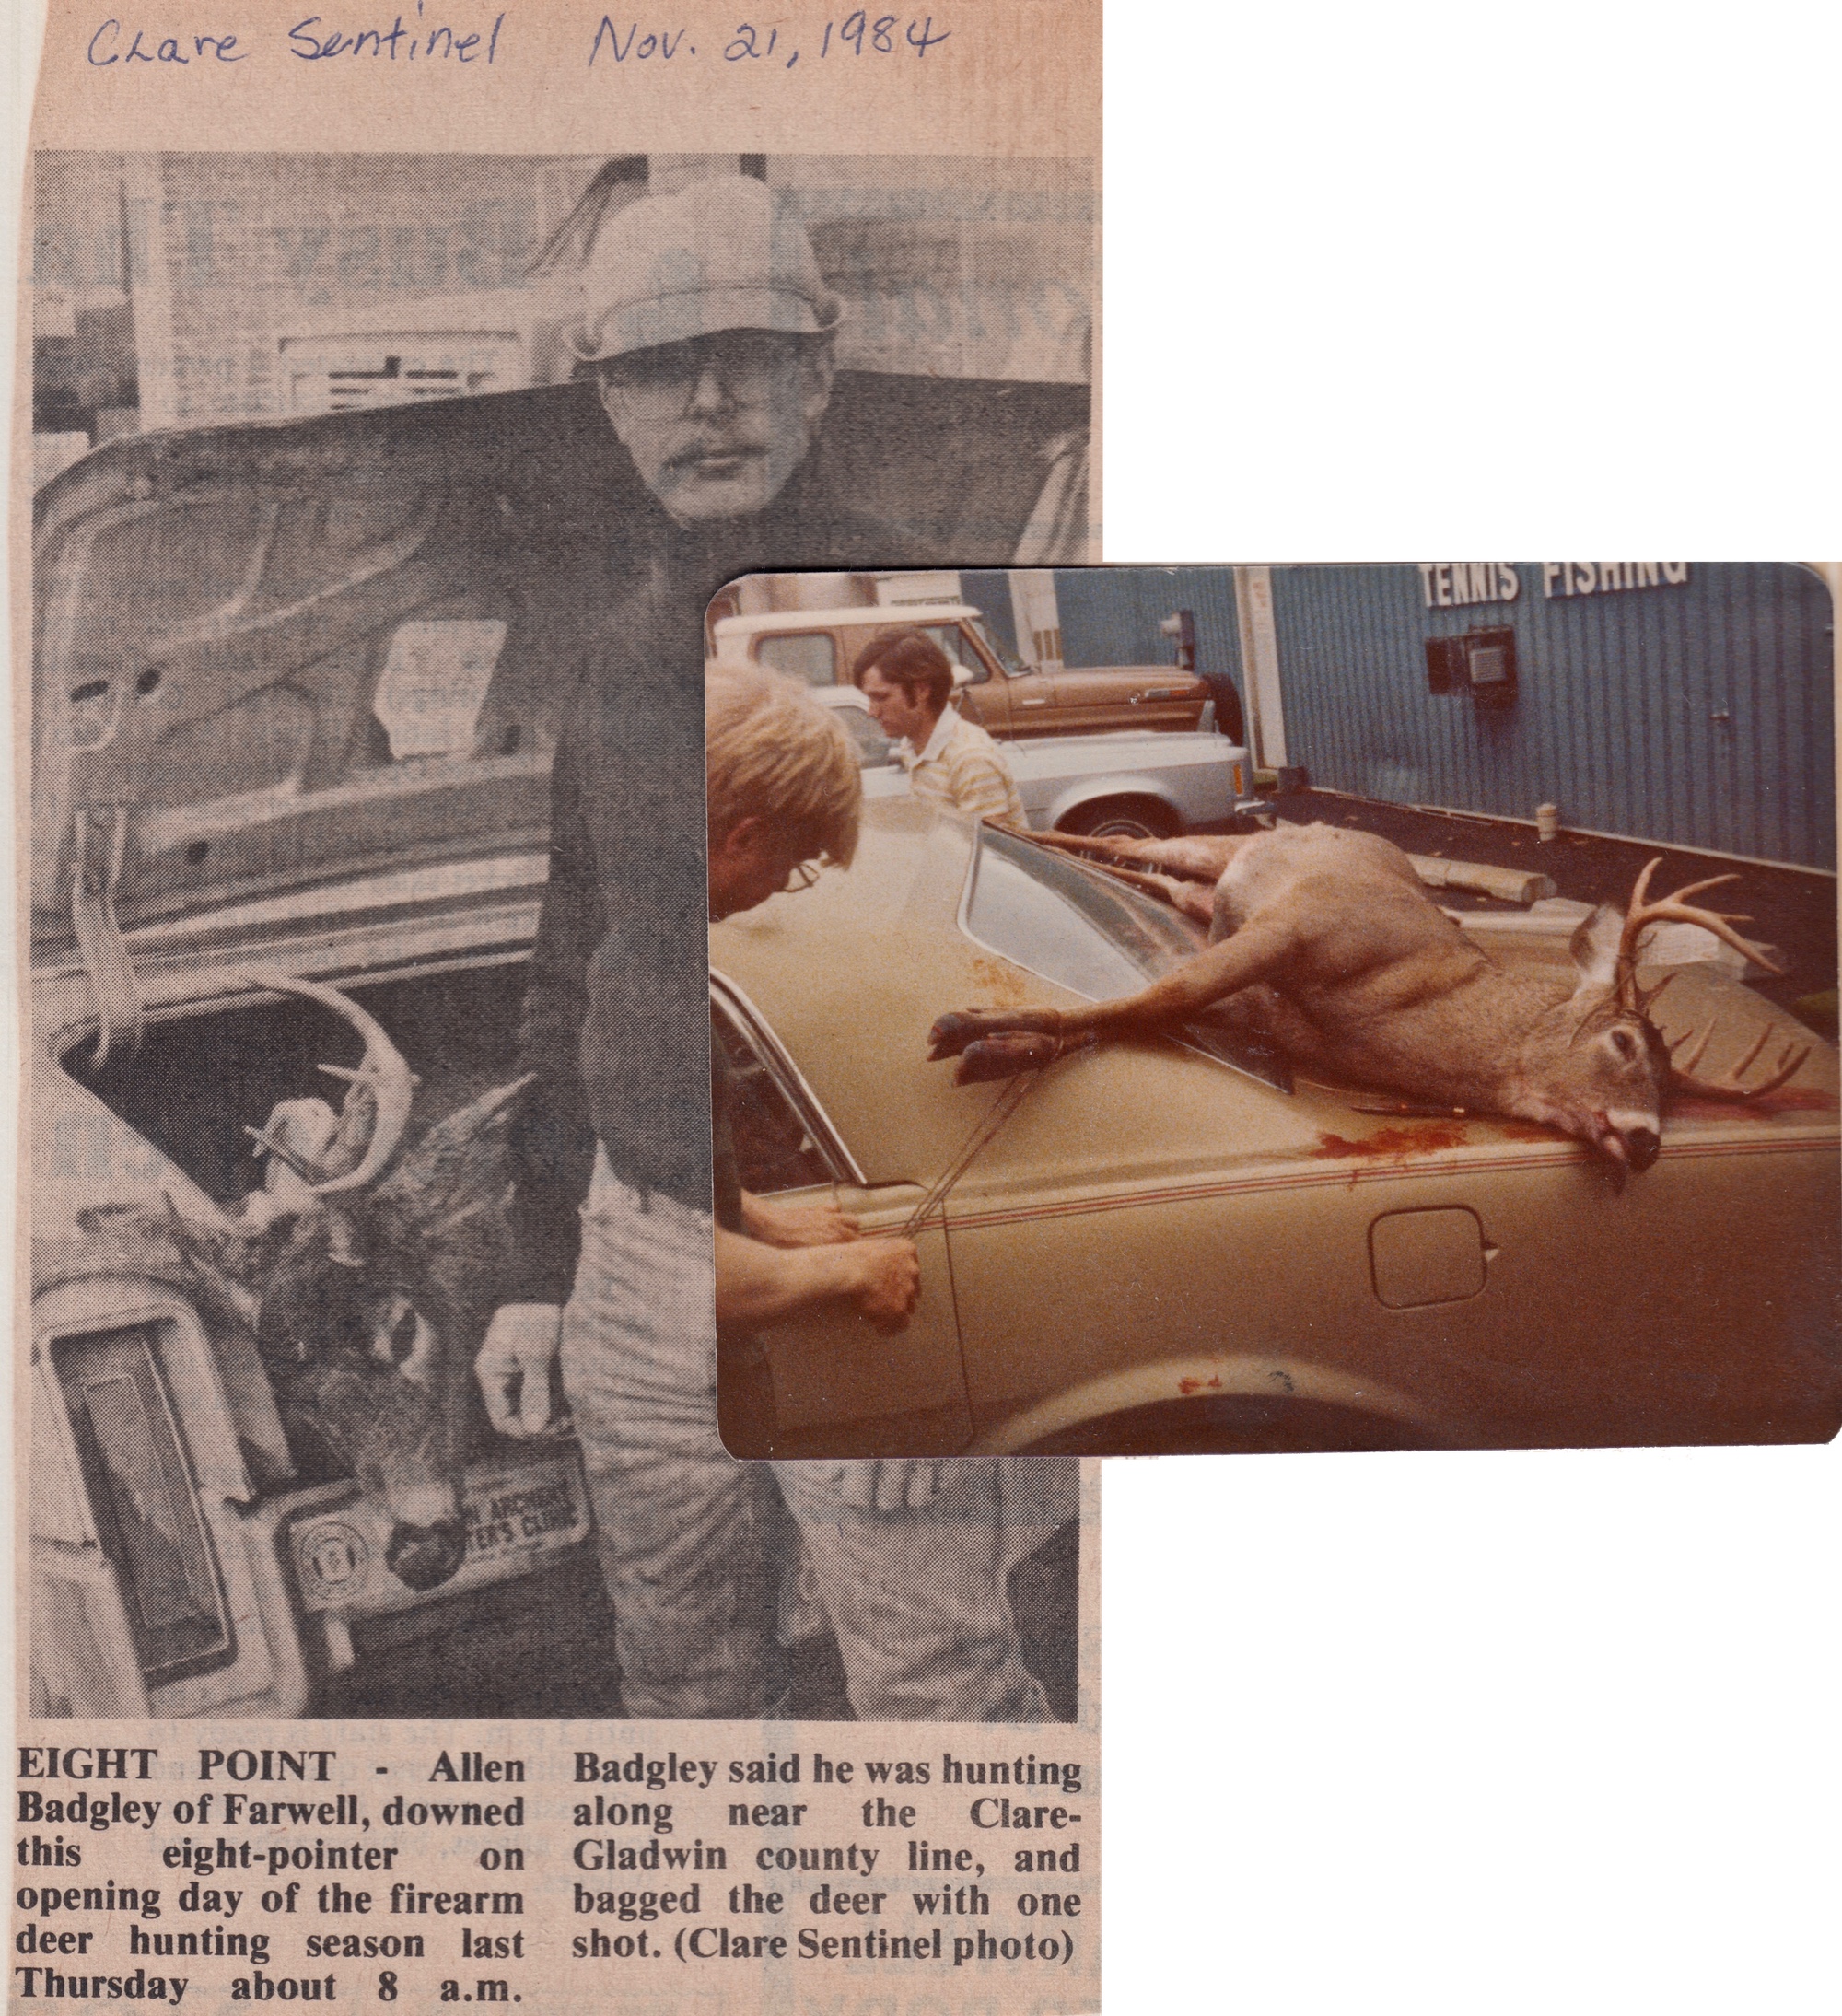 Clare Sentinel Nov. 21, 1984
TENNIS FISHING
ARCHERS
CLINIC
EIGHT POINT - Allen
Badgley of Farwell, downed
this eight-pointer on
opening day of the firearm
deer hunting season last
Thursday about 8 a.m.
Badgley said he was hunting
along near the Clare-
Gladwin county line, and
bagged the deer with one
shot. (Clare Sentinel photo)